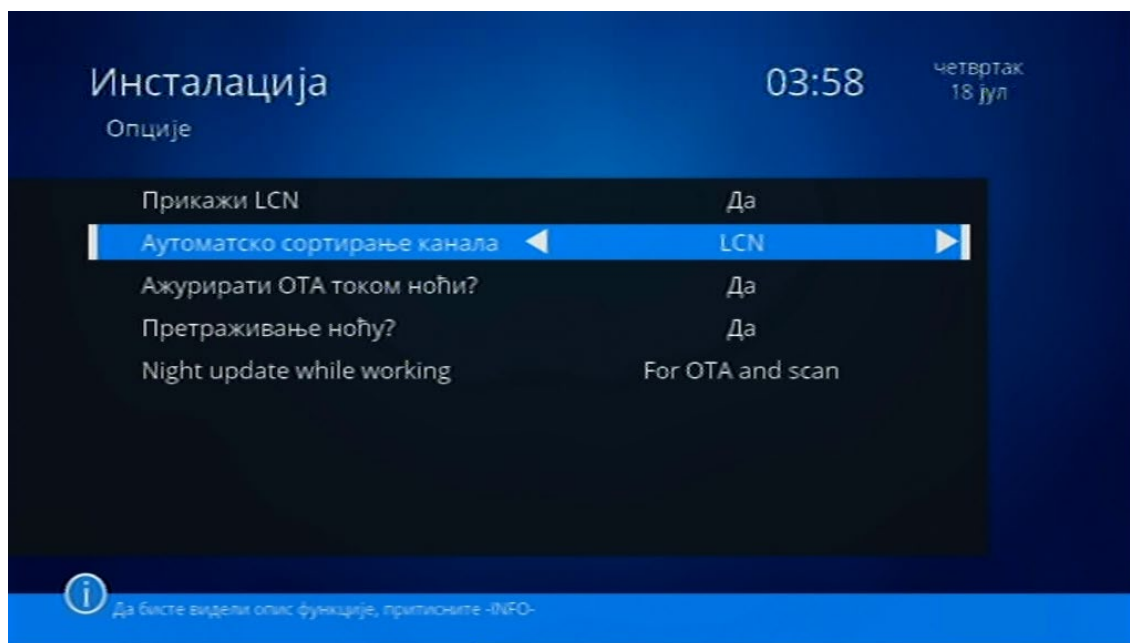 Инсталација
03:58
четвртак
18 јул
Опције
Прикажи LCN Да
Аутоматско сортирање канала LCN
Ажурирати ОТА током ноћи? Да
Претраживање ноћу? Да
Night update while working For OTA and scan
Да бисте видели опис функције, притисните -INFO-